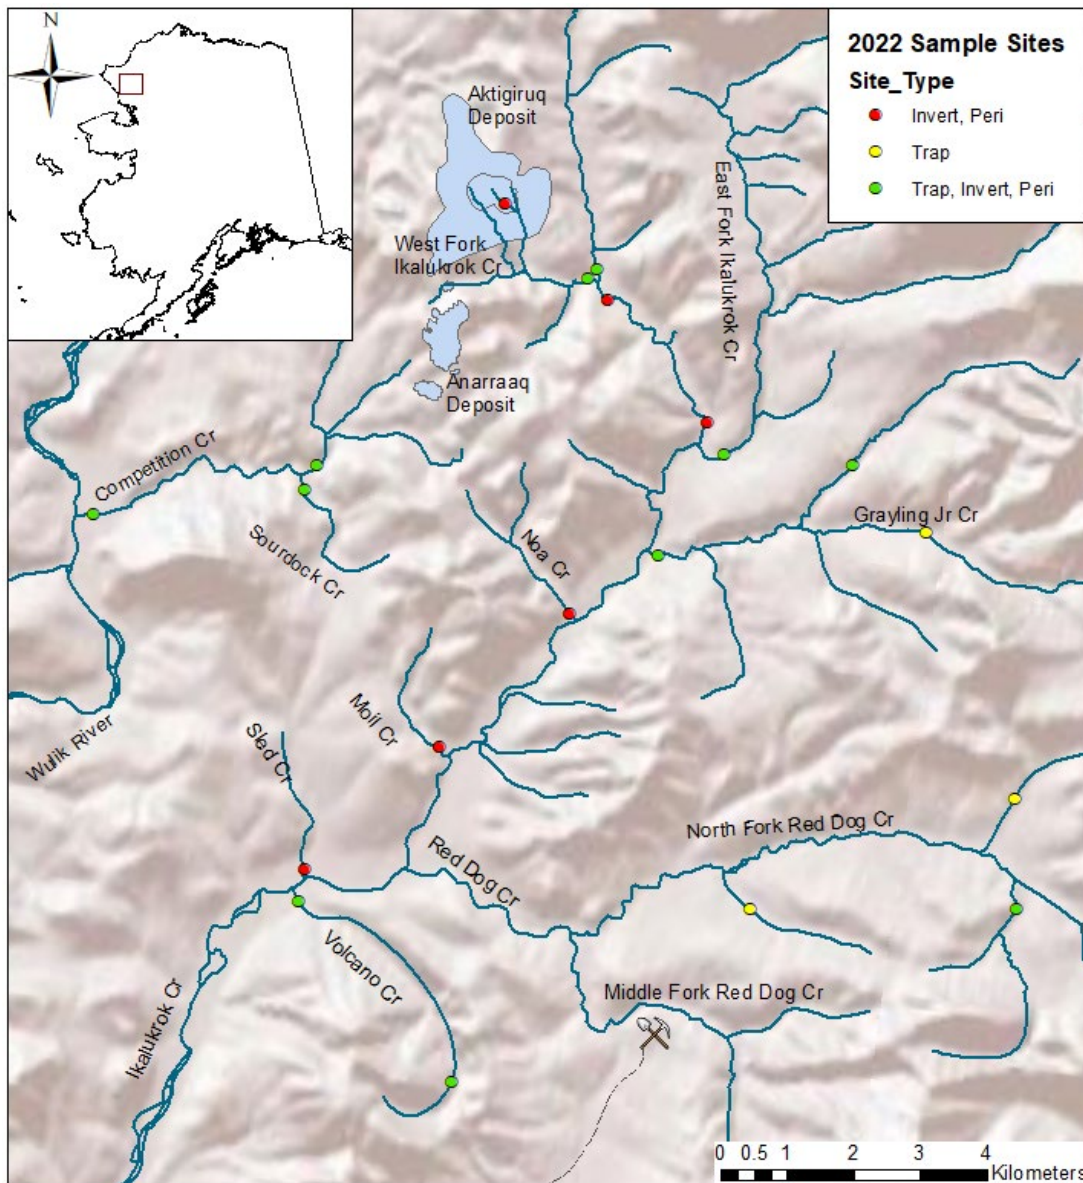 N
2022 Sample Sites
Site_Type
Invert, Peri
Trap
Trap, Invert, Peri
Aktigiruq
Deposit
West Fork
Ikalukrok Cr
East Fork Ikalukrok Cr
Anarraaq
Deposit
Competition Cr
Sourdock Cr
Grayling Jr Cr
Noa Cr
Moil Cr
Sled Cr
Wulik River
North Fork Red Dog Cr
Red Dog Cr
Volcano Cr
Middle Fork Red Dog Cr
Ikalukrok Cr
0 0.5 1 2 3 4
Kilometers